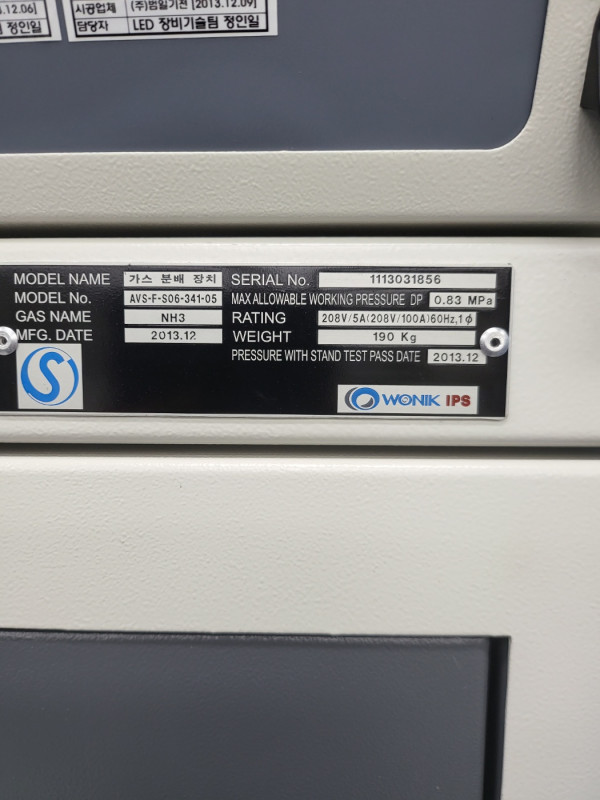 .12.06]
정인일
시공업체 (주)범일기전 [2013.12.09]
담당자 LED 장비기술팀 정인일
MODEL NAME 가스 분배 장치
MODEL No. AVS-F-S06-341-05
GAS NAME NH3
MFG. DATE 2013.12
SERIAL No. 1113031856
MAX ALLOWABLE WORKING PRESSURE DP 0.83 MPa
RATING 208V/5A(208V/100A)60Hz,1ϕ
WEIGHT 190 Kg
PRESSURE WITH STAND TEST PASS DATE 2013.12
S
WONIK IPS